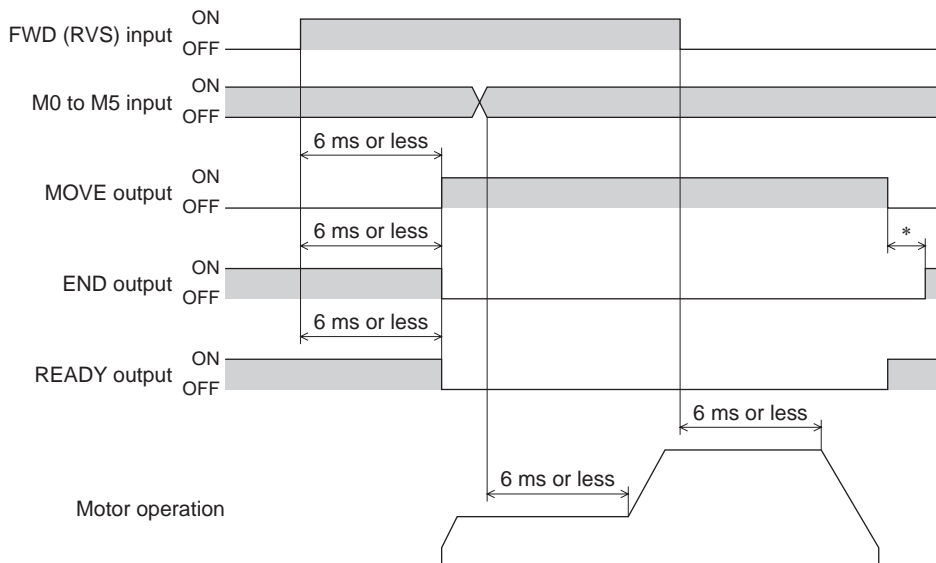 FWD (RVS) input
ON
OFF
M0 to M5 input
ON
OFF
6 ms or less
MOVE output
ON
OFF
6 ms or less
*
END output
ON
OFF
6 ms or less
READY output
ON
OFF
6 ms or less
6 ms or less
Motor operation